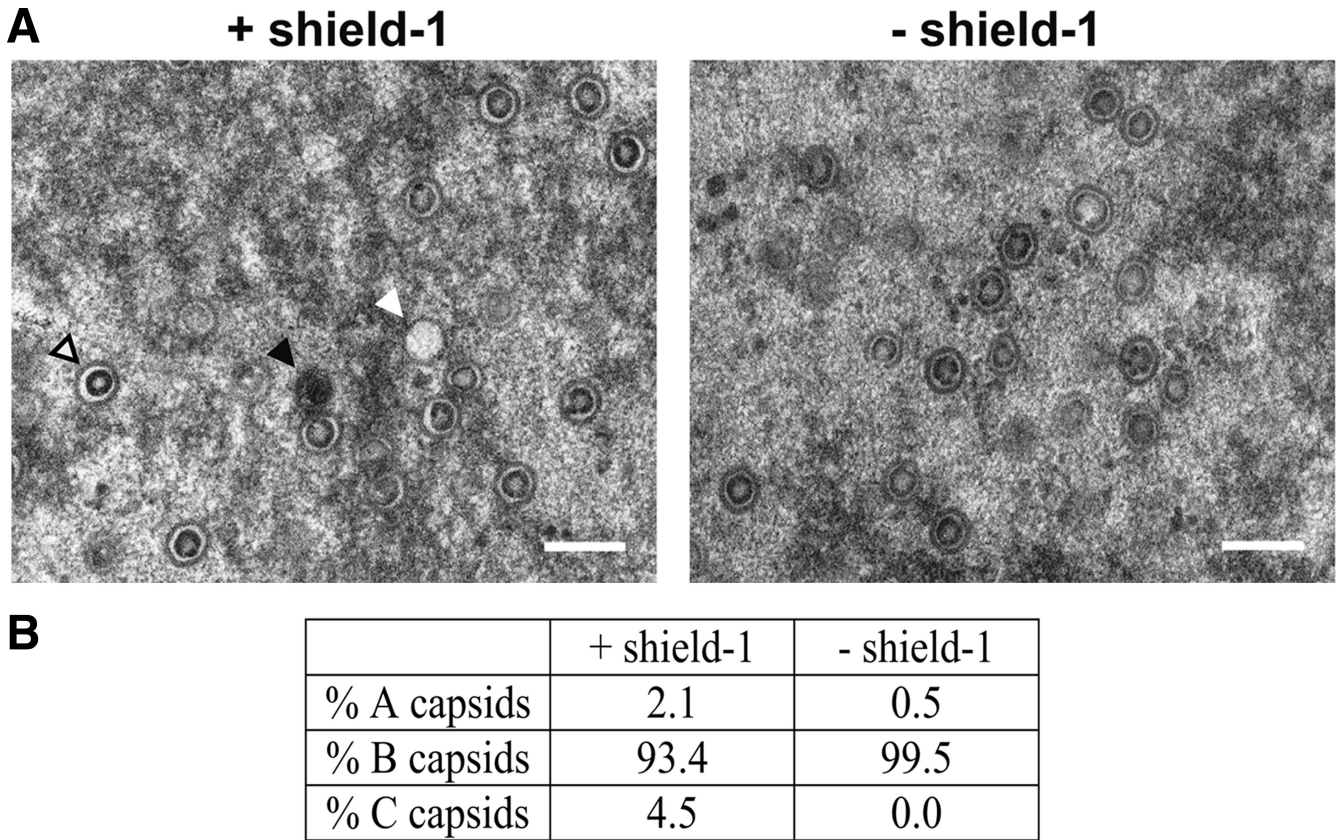 A
+ shield-1
- shield-1
B
+ shield-1 - shield-1
% A capsids 2.1 0.5
% B capsids 93.4 99.5
% C capsids 4.5 0.0